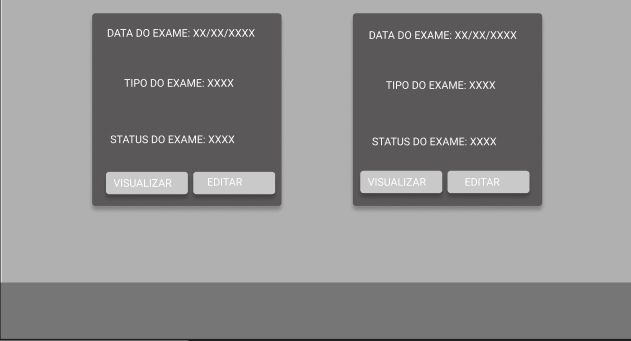 DATA DO EXAME: XX/XX/XXXX
TIPO DO EXAME: XXXX
STATUS DO EXAME: XXXX
VISUALIZAR
EDITAR
DATA DO EXAME: XX/XX/XXXX
TIPO DO EXAME: XXXX
STATUS DO EXAME: XXXX
VISUALIZAR
EDITAR